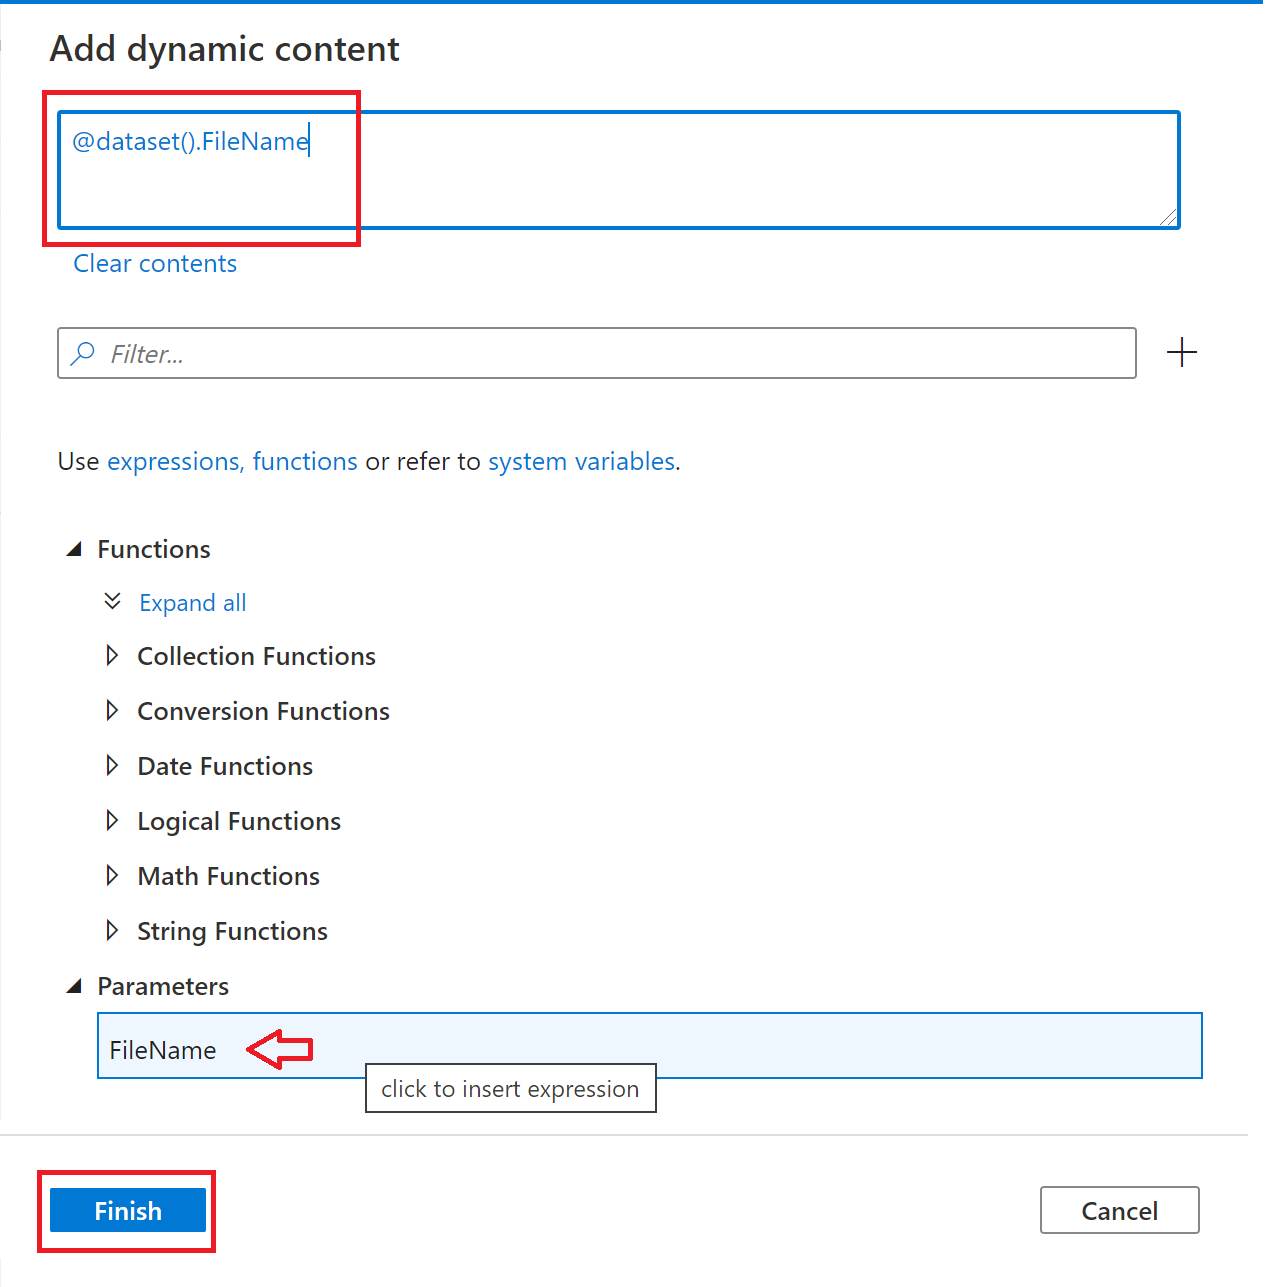 Add dynamic content
@dataset().FileName
Clear contents
Filter...
Use expressions, functions or refer to system variables.
Functions
Expand all
Collection Functions
Conversion Functions
Date Functions
Logical Functions
Math Functions
String Functions
Parameters
FileName
click to insert expression
Finish
Cancel